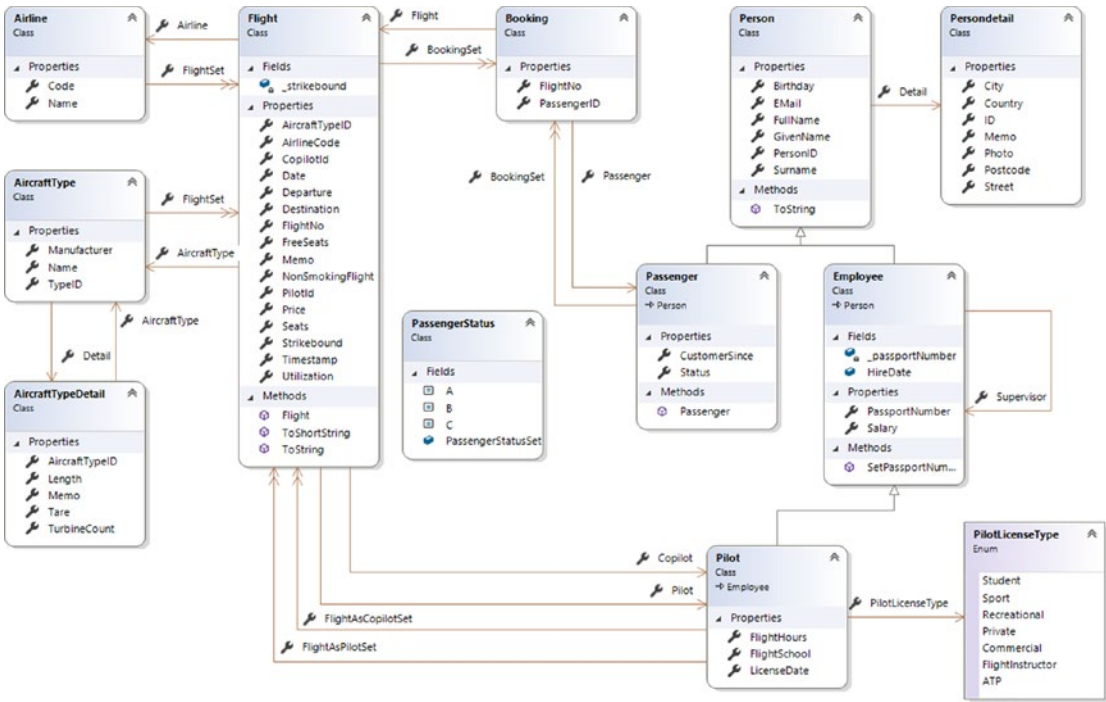 Airline
Class
Properties
Code
Name
Airline
FlightSet
Flight
Class
Fields
_strikebound
Properties
AircraftTypeID
AirlineCode
CopilotId
Date
Departure
Destination
FlightNo
FreeSeats
Memo
NonSmokingFlight
PilotId
Price
Seats
Strikebound
Timestamp
Utilization
Methods
Flight
ToShortString
ToString
Flight
BookingSet
Booking
Class
Properties
FlightNo
PassengerID
BookingSet
Passenger
Person
Class
Properties
Birthday
EMail
FullName
GivenName
PersonID
Surname
Methods
ToString
Detail
Persondetail
Class
Properties
City
Country
ID
Memo
Photo
Postcode
Street
AircraftType
Class
Properties
Manufacturer
Name
TypeID
FlightSet
AircraftType
AircraftType
Detail
AircraftTypeDetail
Class
Properties
AircraftTypeID
Length
Memo
Tare
TurbineCount
PassengerStatus
Class
Fields
A
B
C
PassengerStatusSet
Passenger
Class
Person
Properties
CustomerSince
Status
Methods
Passenger
Employee
Class
Person
Fields
_passportNumber
HireDate
Properties
PassportNumber
Salary
Methods
SetPassportNum...
Supervisor
Copilot
Pilot
FlightAsCopilotSet
FlightAsPilotSet
Pilot
Class
Employee
Properties
FlightHours
FlightSchool
LicenseDate
PilotLicenseType
PilotLicenseType
Enum
Student
Sport
Recreational
Private
Commercial
FlightInstructor
ATP